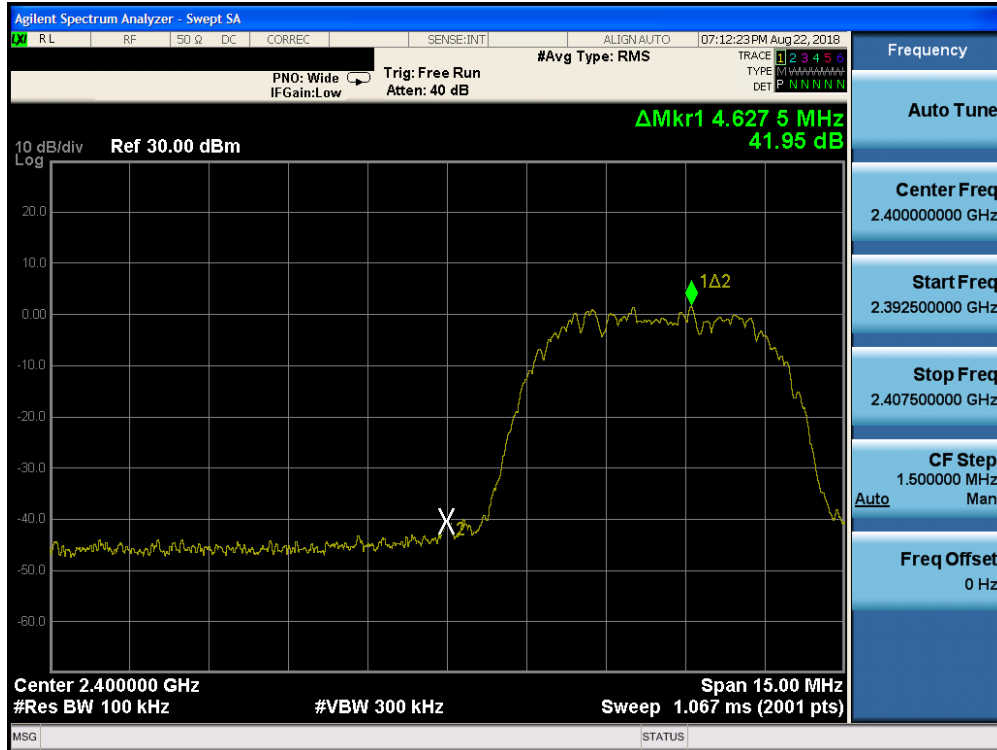 Agilent Spectrum Analyzer - Swept SA
LXI RL RF 50 Ω DC CORREC SENSE:INT ALIGN AUTO 07:12:23 PM Aug 22, 2018
#Avg Type: RMS
TRACE 1 2 3 4 5 6
PNO: Wide Trig: Free Run
TYPE M WWWWW
IFGain:Low Atten: 40 dB
DET P N N N N N
ΔMkr1 4.627 5 MHz
41.95 dB
10 dB/div Ref 30.00 dBm
Log
20.0
10.0
1Δ2
0.00
-10.0
-20.0
-30.0
-40.0
2
-50.0
-60.0
Center 2.400000 GHz Span 15.00 MHz
#Res BW 100 kHz #VBW 300 kHz Sweep 1.067 ms (2001 pts)
MSG STATUS
Frequency
Auto Tune
Center Freq
2.400000000 GHz
Start Freq
2.392500000 GHz
Stop Freq
2.407500000 GHz
CF Step
1.500000 MHz
Auto Man
Freq Offset
0 Hz